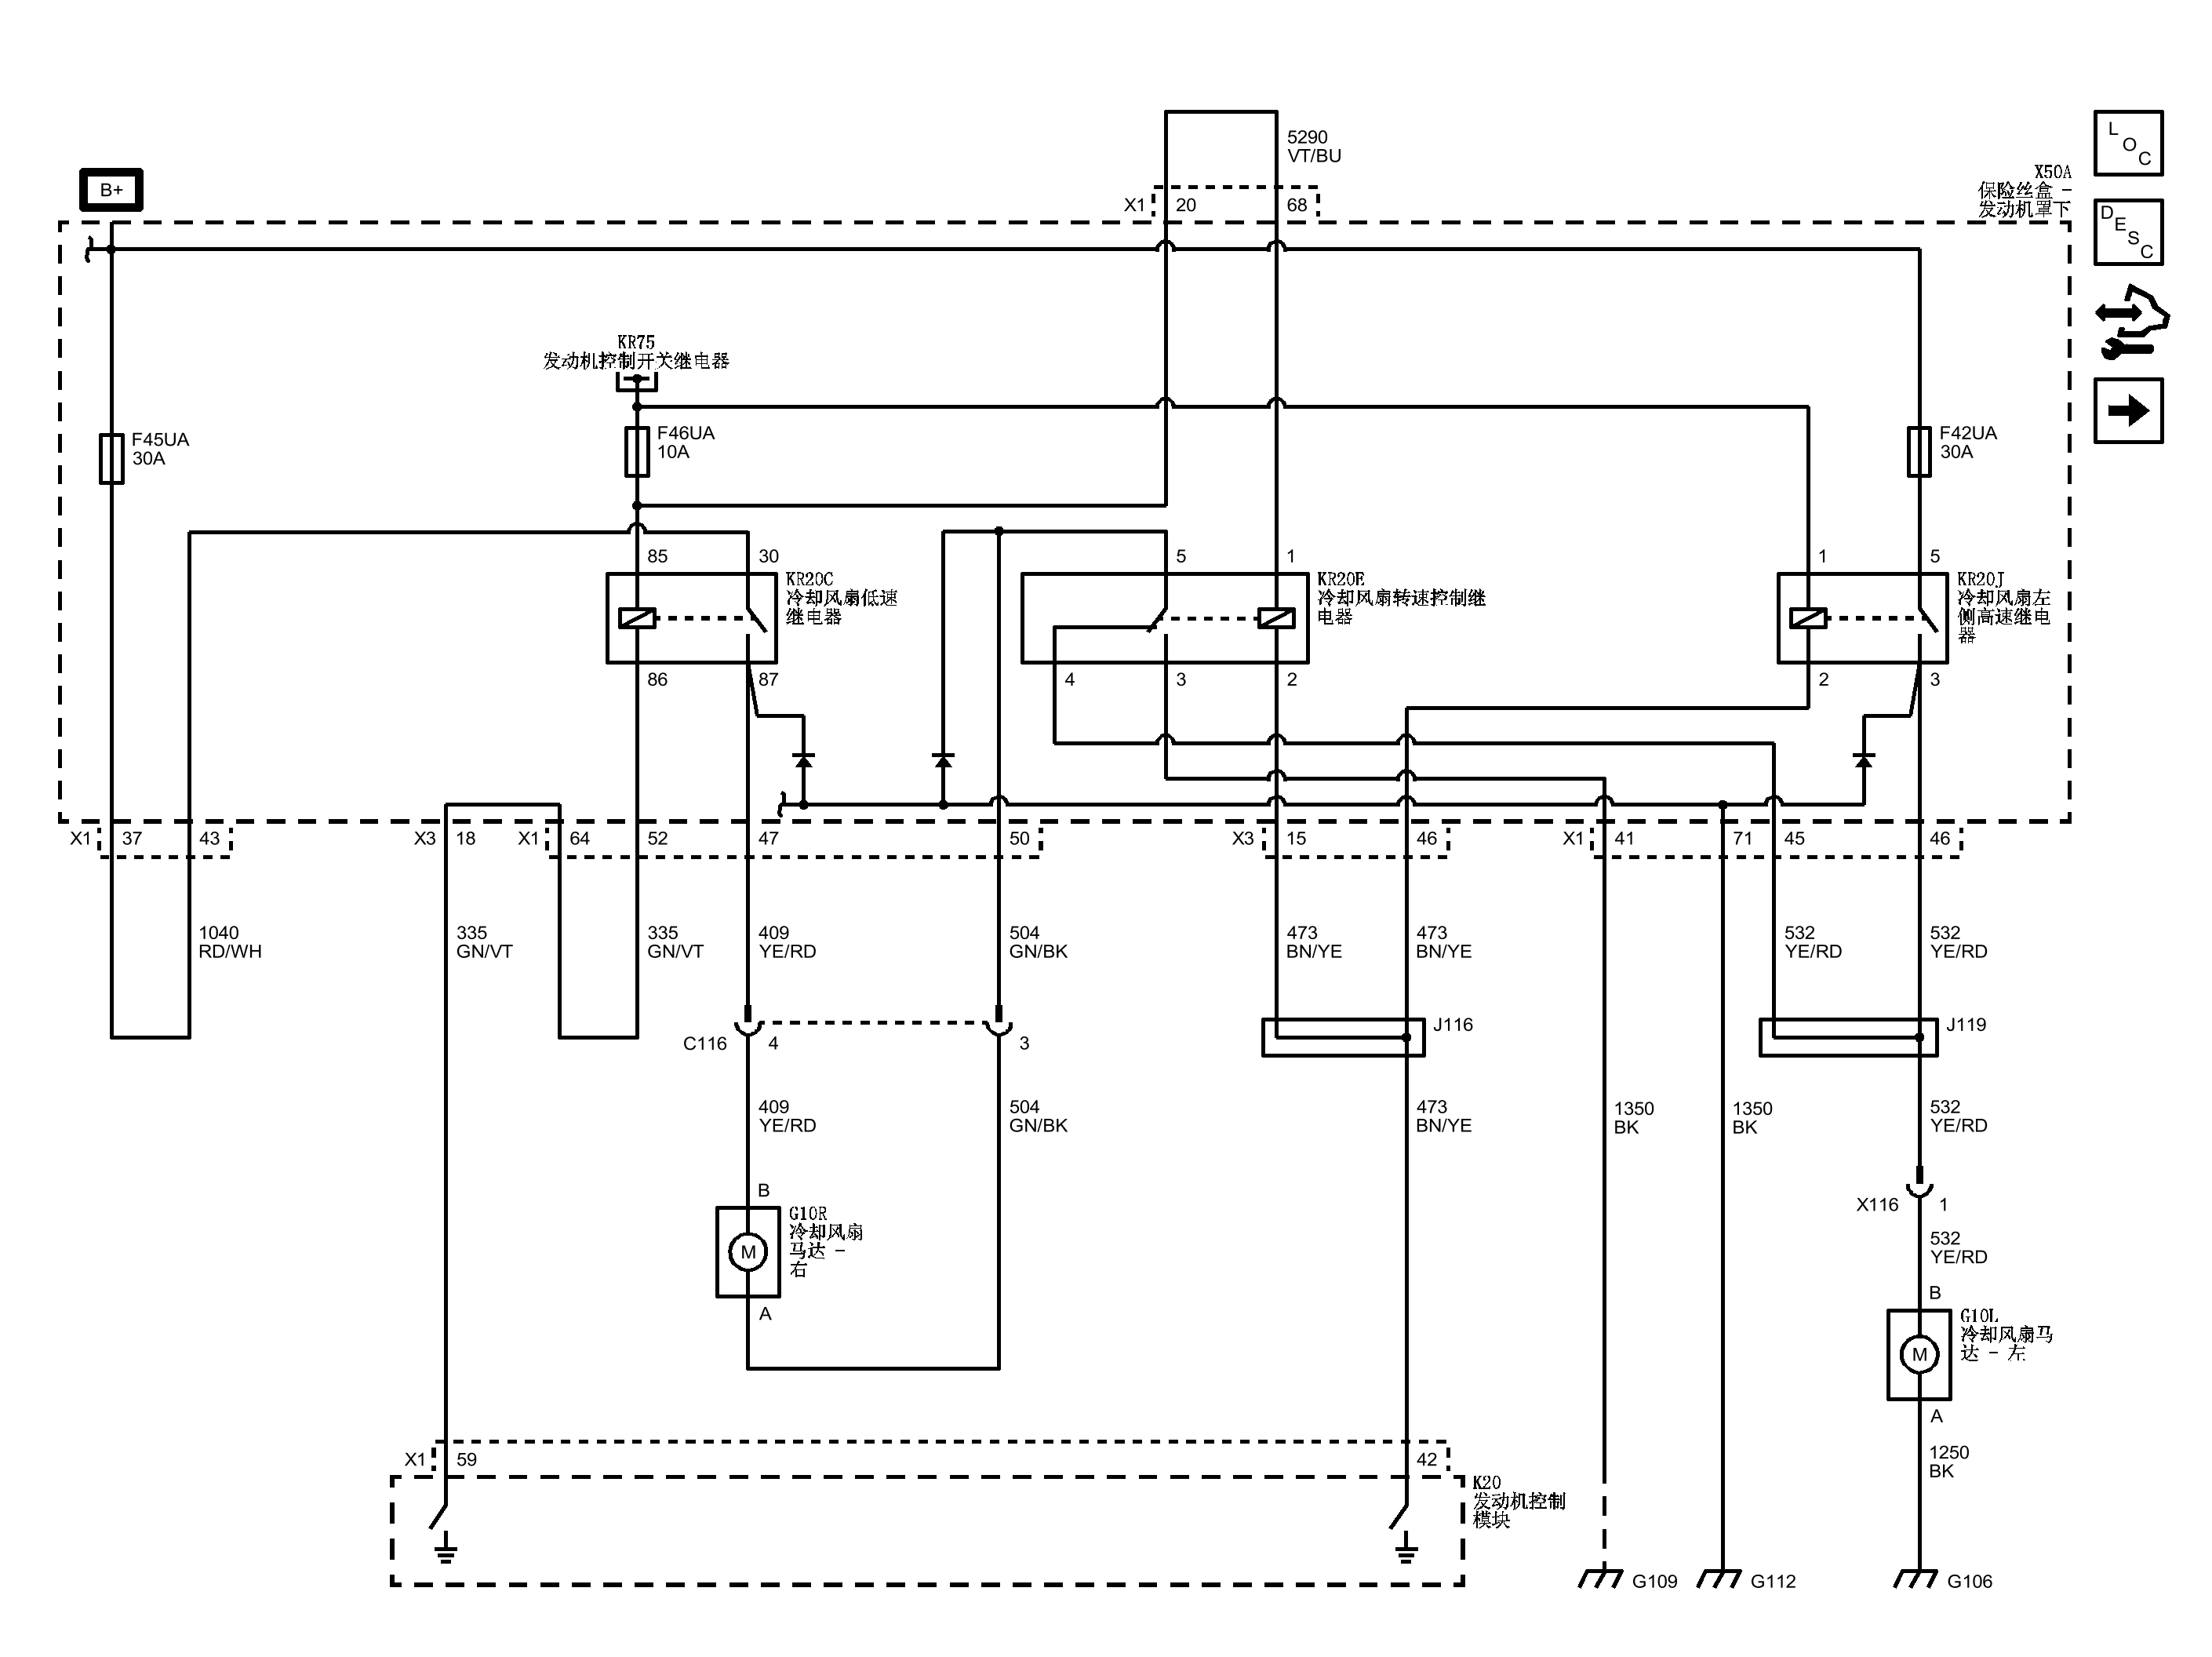 L
O
C
5290
VT/BU
X50A
保险丝盒 -
发动机罩下
B+
X1 20 68
D
E
S
C
KR75
发动机控制开关继电器
F45UA
30A
F46UA
10A
F42UA
30A
85 30
5 1
1 5
KR20C
冷却风扇低速
继电器
KR20E
冷却风扇转速控制继
电器
KR20J
冷却风扇左
侧高速继电
器
86 87
4 3 2
2 3
X1 37 43
X3 18
X1 64 52 47 50
X3 15 46
X1 41 71 45 46
1040
RD/WH
335
GN/VT
335
GN/VT
409
YE/RD
504
GN/BK
473
BN/YE
473
BN/YE
532
YE/RD
532
YE/RD
C116 4 3
J116
J119
409
YE/RD
504
GN/BK
473
BN/YE
1350
BK
1350
BK
532
YE/RD
X116 1
532
YE/RD
B
G10R
冷却风扇
马达 -
右
M
A
B
G10L
冷却风扇马
达 - 左
M
A
1250
BK
X1 59 42
K20
发动机控制
模块
G109
G112
G106